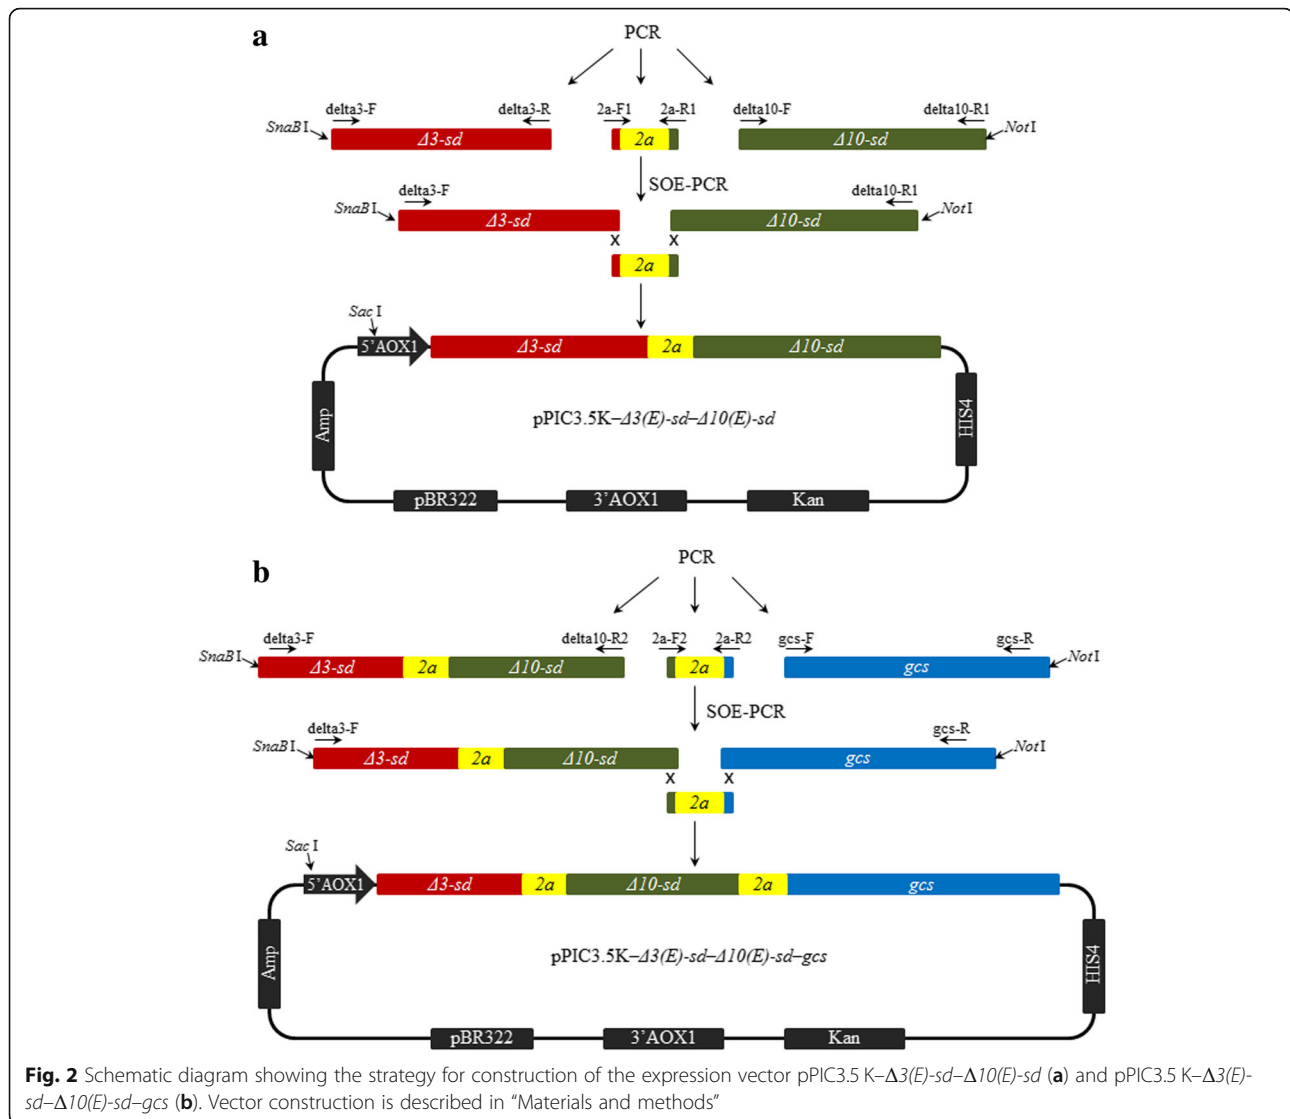 a
PCR
delta3-F delta3-R 2a-F1 2a-R1 delta10-F delta10-R1
SnaB I Δ3-sd 2a Δ10-sd Not I
SOE-PCR
delta3-F delta10-R1
SnaB I Δ3-sd Δ10-sd Not I
x x
2a
Sac I
5'AOX1 Δ3-sd 2a Δ10-sd
Amp pPIC3.5K–Δ3(E)-sd–Δ10(E)-sd HIS4
pBR322 3'AOX1 Kan
b
PCR
delta3-F delta10-R2 2a-F2 2a-R2 gcs-F gcs-R
SnaB I Δ3-sd 2a Δ10-sd 2a gcs Not I
SOE-PCR
delta3-F gcs-R
SnaB I Δ3-sd 2a Δ10-sd gcs Not I
x x
2a
Sac I
5'AOX1 Δ3-sd 2a Δ10-sd 2a gcs
Amp pPIC3.5K–Δ3(E)-sd–Δ10(E)-sd–gcs HIS4
pBR322 3'AOX1 Kan
Fig. 2 Schematic diagram showing the strategy for construction of the expression vector pPIC3.5 K–Δ3(E)-sd–Δ10(E)-sd (a) and pPIC3.5 K–Δ3(E)-
sd–Δ10(E)-sd–gcs (b). Vector construction is described in “Materials and methods”